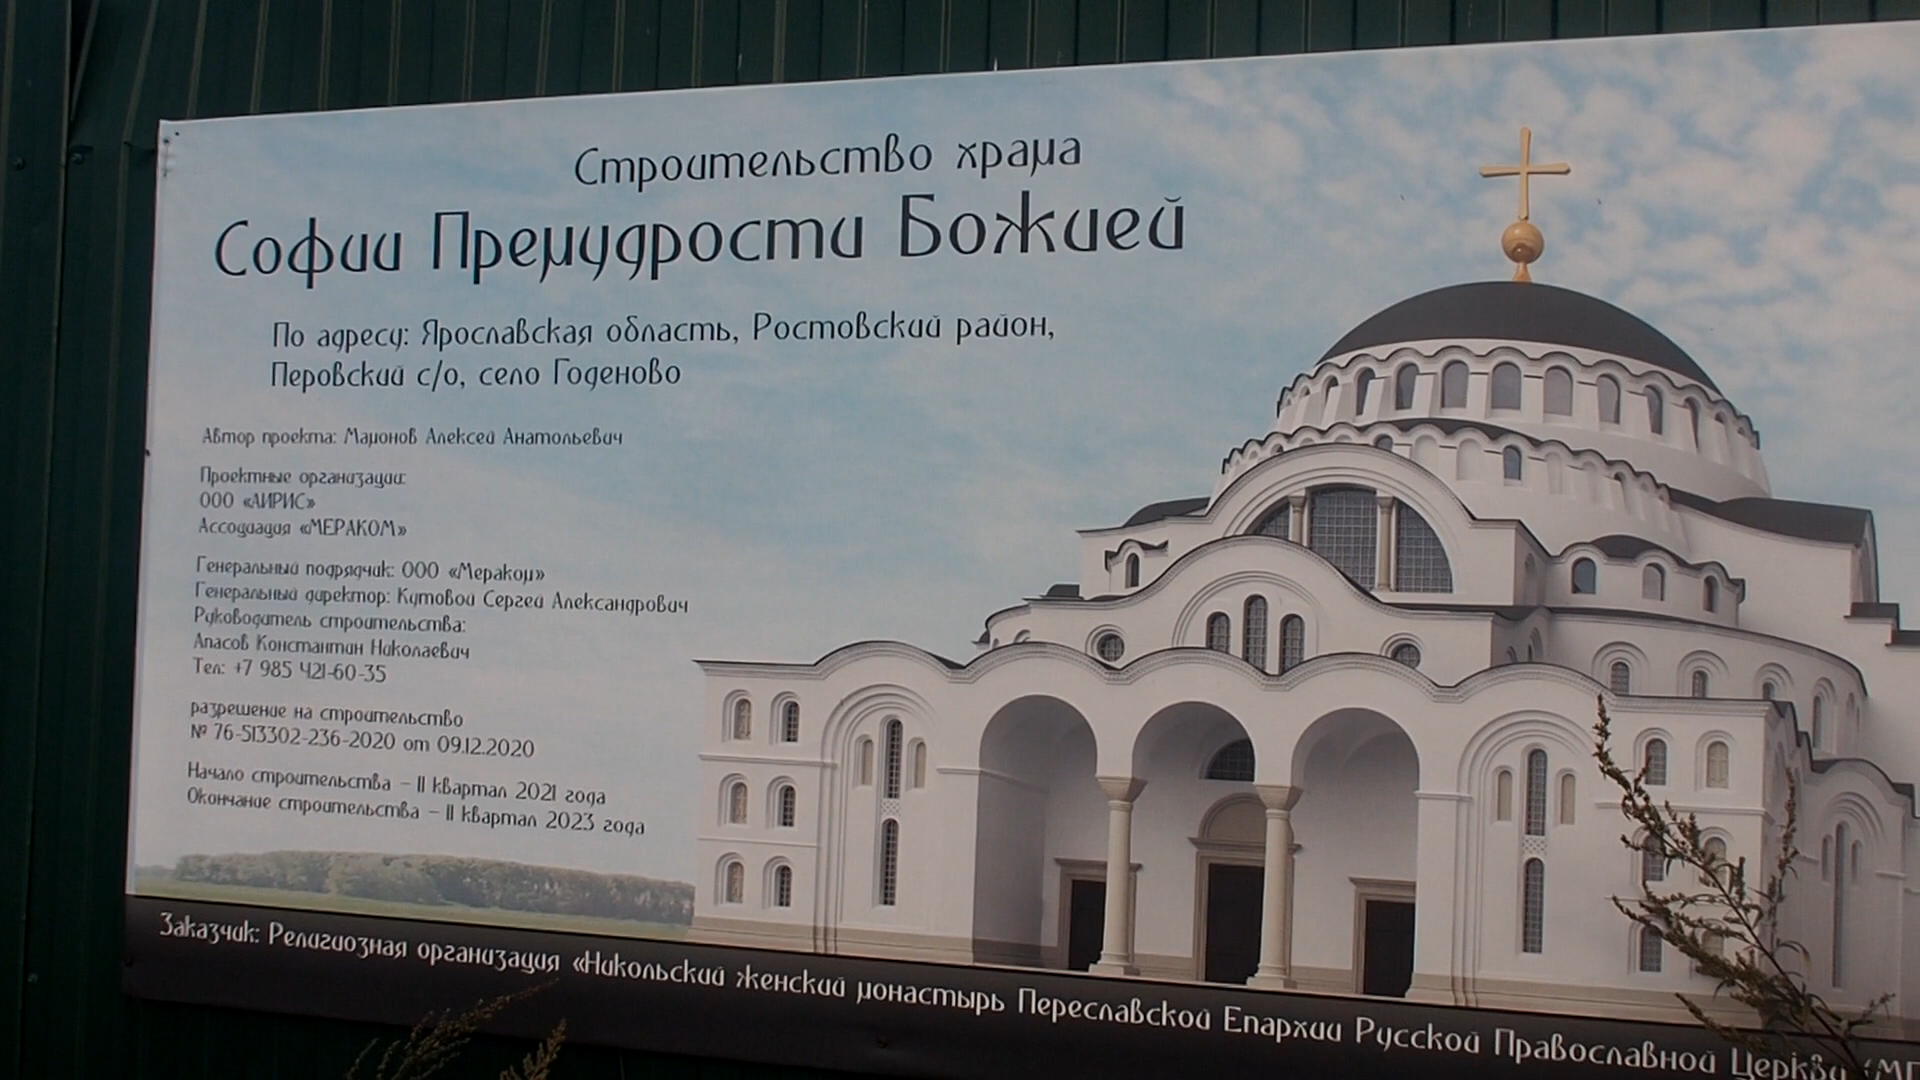 Строительство храма
Софии Премудрости Божией
По адресу: Ярославская область, Ростовский район,
Перовский с/о, село Годеново
Автор проекта: Мамонов Алексей Анатольевич
Проектные организации:
ООО «АИРИС»
Ассоциация «МЕРАКОМ»
Генеральный подрядчик: ООО «Мераком»
Генеральный директор: Кутовой Сергей Александрович
Руководитель строительства:
Апасов Константин Николаевич
Тел: +7 985 421-60-35
разрешение на строительство
№ 76-513302-236-2020 от 09.12.2020
Начало строительства – II квартал 2021 года
Окончание строительства – II квартал 2023 года
Заказчик: Религиозная организация «Никольский женский монастырь Переславской Епархии Русской Православной Церкви